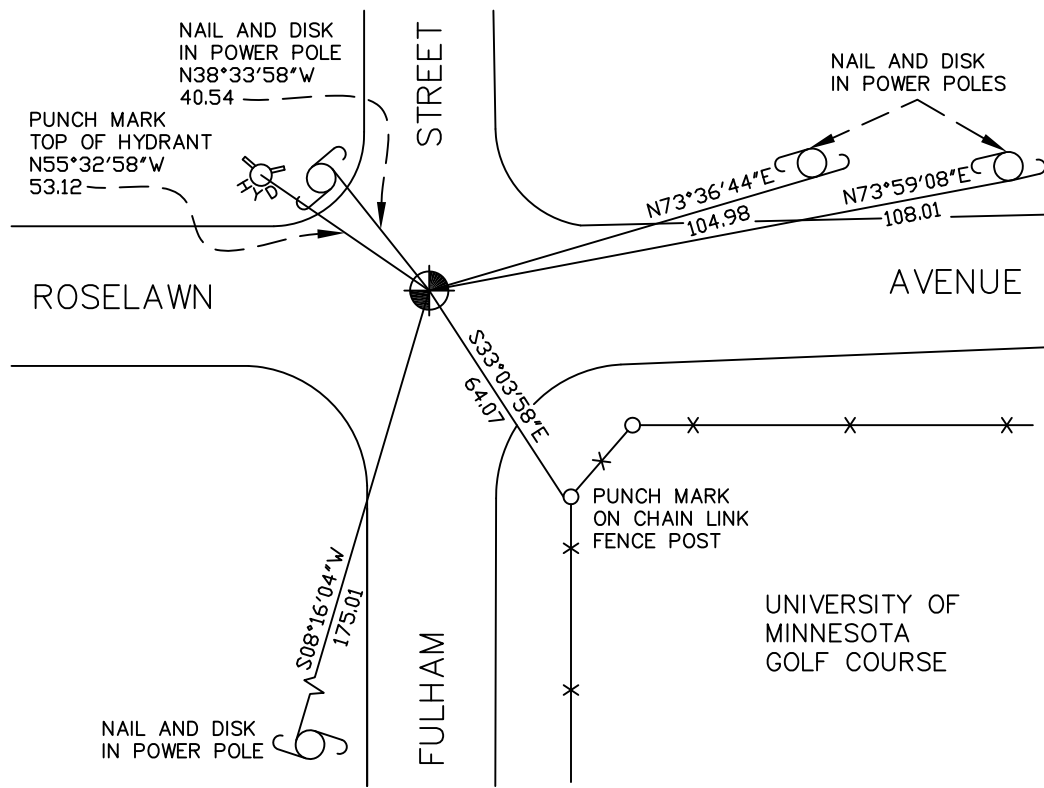 NAIL AND DISK
IN POWER POLE
N38°33'58"W
40.54
STREET
NAIL AND DISK
IN POWER POLES
PUNCH MARK
TOP OF HYDRANT
N55°32'58"W
53.12
HYD
N73°36'44"E
104.98
N73°59'08"E
108.01
ROSELAWN
AVENUE
S33°03'58"E
64.07
PUNCH MARK
ON CHAIN LINK
FENCE POST
S08°16'04"W
175.01
UNIVERSITY OF
MINNESOTA
GOLF COURSE
FULHAM
NAIL AND DISK
IN POWER POLE